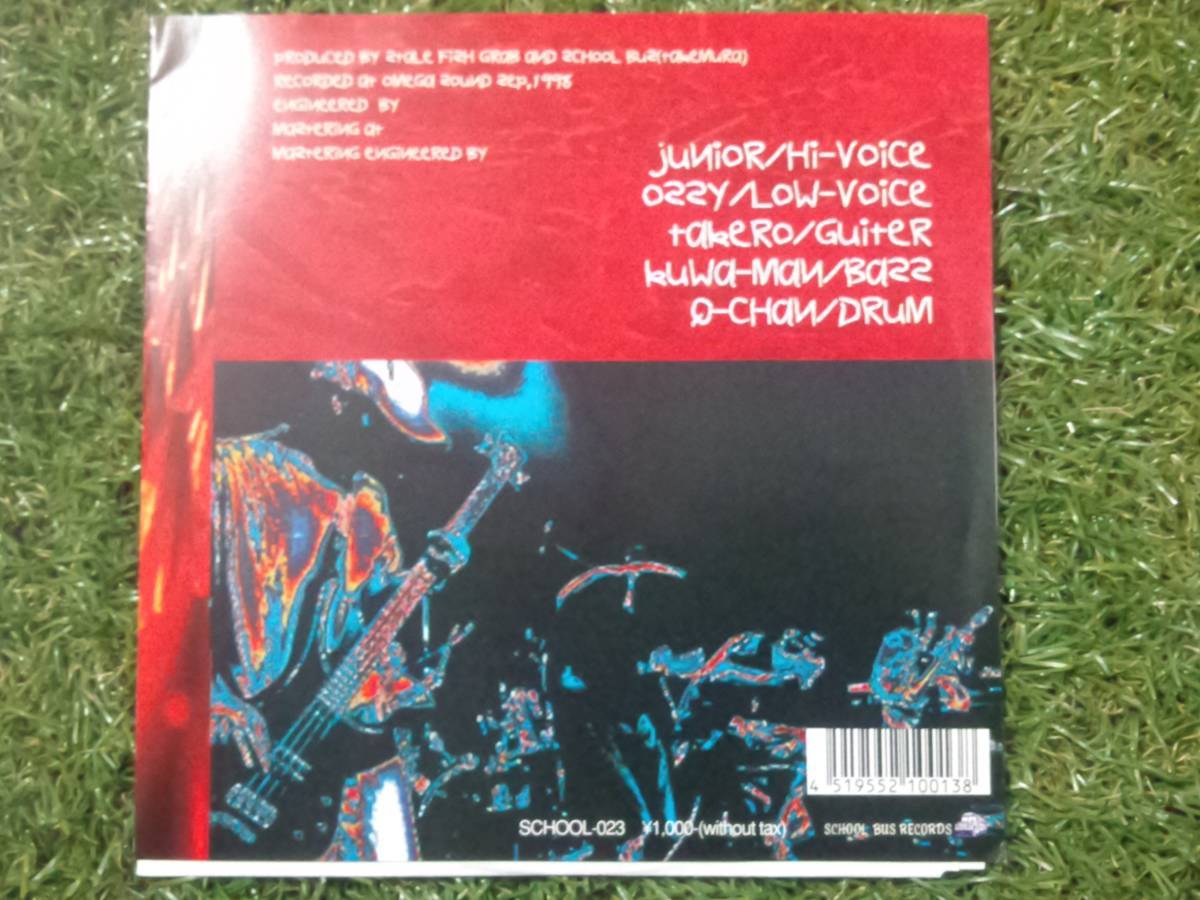 PRODUCED BY STALE FISH GRAB AND SCHOOL BUS(TAKEMURA)
RECORDED AT OMEGA SOUND SEP,1998
ENGINEERED BY
MASTERING AT
MASTERING ENGINEERED BY
JUNIOR/HI-VOICE
OZZY/LOW-VOICE
TAKERO/GUITER
KUWA-MAN/BASS
Q-CHAN/DRUM
4 519552 100138
SCHOOL-023 ¥1,000-(without tax)
SCHOOL BUS RECORDS